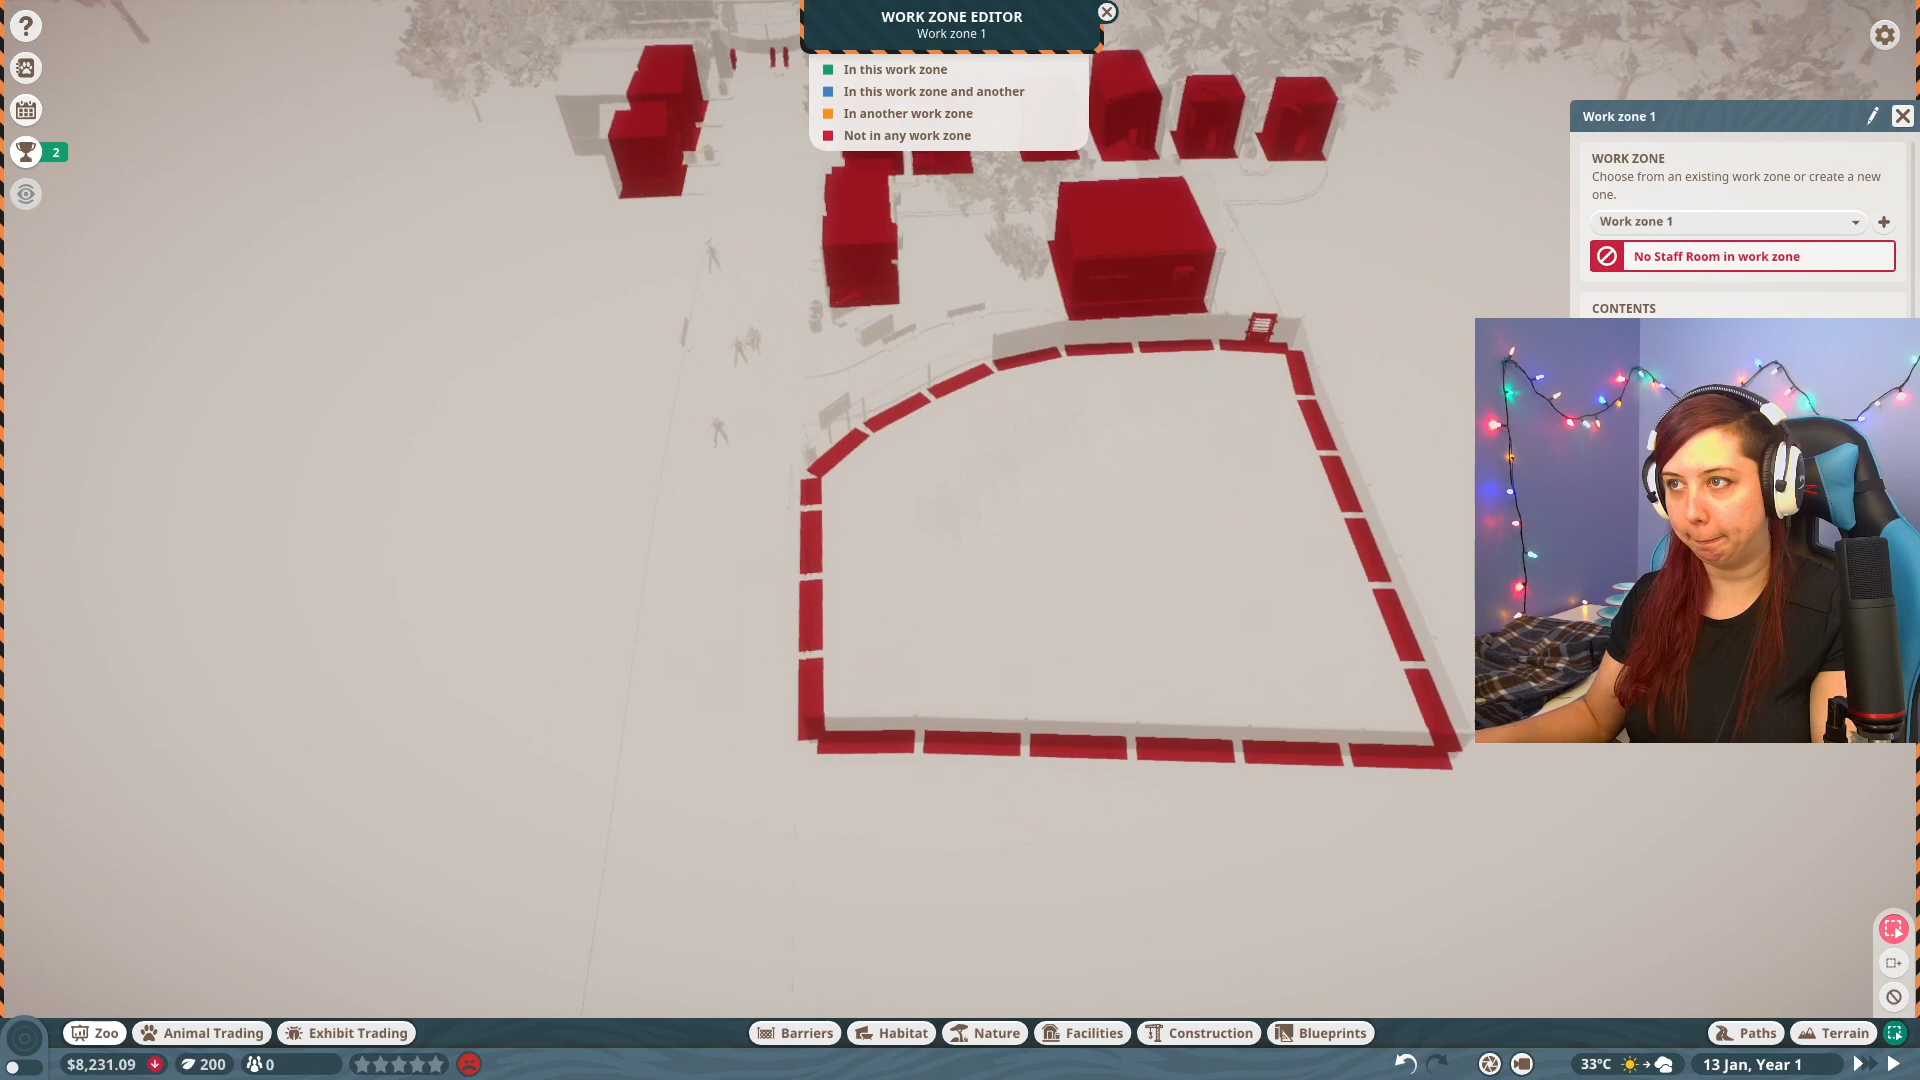 WORK ZONE EDITOR
Work zone 1
In this work zone
In this work zone and another
In another work zone
Not in any work zone
?
2
Work zone 1
WORK ZONE
Choose from an existing work zone or create a new
one.
Work zone 1
No Staff Room in work zone
CONTENTS
Zoo
Animal Trading
Exhibit Trading
Barriers
Habitat
Nature
Facilities
Construction
Blueprints
Paths
Terrain
$8,231.09
200
0
33°C
13 Jan, Year 1